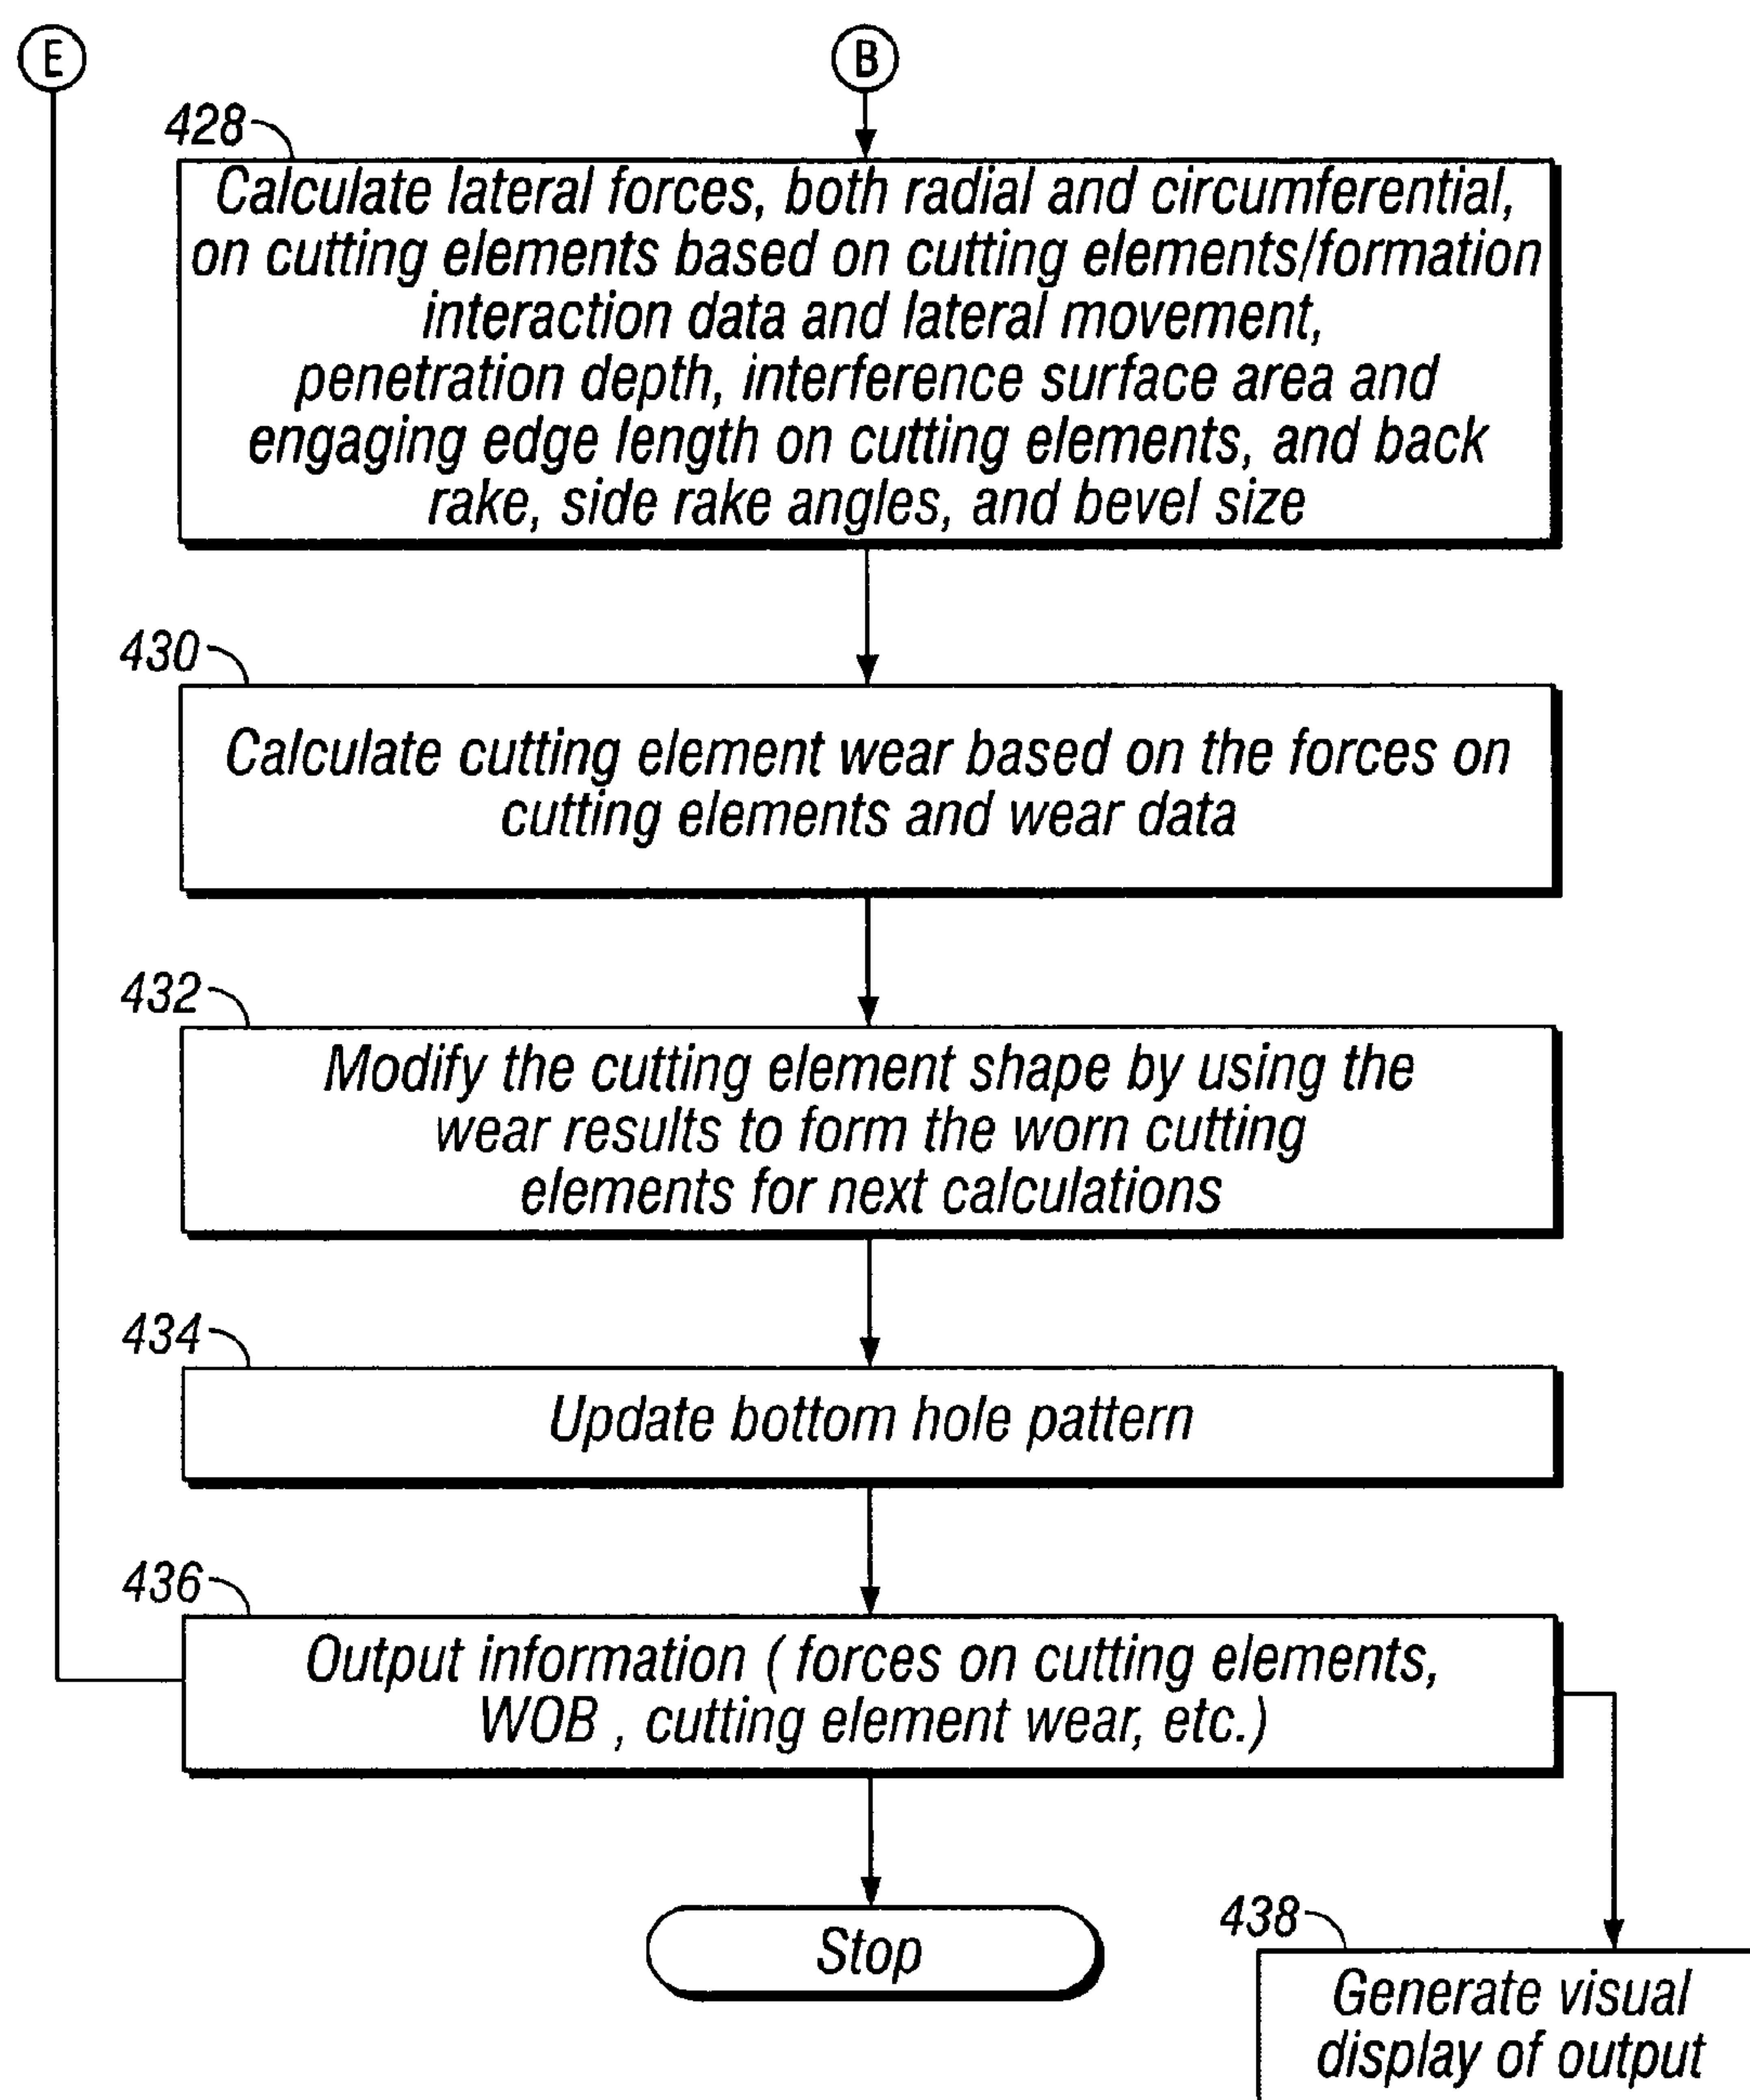 E
B
428
Calculate lateral forces, both radial and circumferential,
on cutting elements based on cutting elements/formation
interaction data and lateral movement,
penetration depth, interference surface area and
engaging edge length on cutting elements, and back
rake, side rake angles, and bevel size
430
Calculate cutting element wear based on the forces on
cutting elements and wear data
432
Modify the cutting element shape by using the
wear results to form the worn cutting
elements for next calculations
434
Update bottom hole pattern
436
Output information ( forces on cutting elements,
WOB , cutting element wear, etc.)
Stop
438
Generate visual
display of output